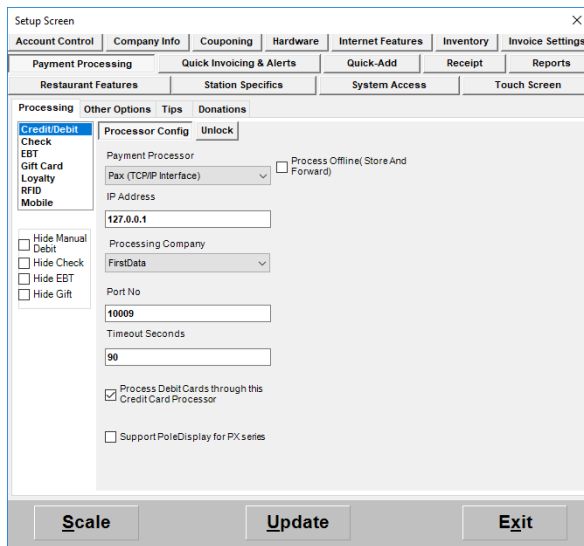 Setup Screen
Account Control Company Info Couponing Hardware Internet Features Inventory Invoice Settings
Payment Processing Quick Invoicing & Alerts Quick-Add Receipt Reports
Restaurant Features Station Specifics System Access Touch Screen
Processing Other Options Tips Donations
Credit/Debit
Check
EBT
Gift Card
Loyalty
RFID
Mobile
Hide Manual
Debit
Hide Check
Hide EBT
Hide Gift
Processor Config Unlock
Payment Processor
Pax (TCP/IP Interface)
Process Offline( Store And
Forward)
IP Address
127.0.0.1
Processing Company
FirstData
Port No
10009
Timeout Seconds
90
Process Debit Cards through this
Credit Card Processor
Support PoleDisplay for PX series
Scale Update Exit